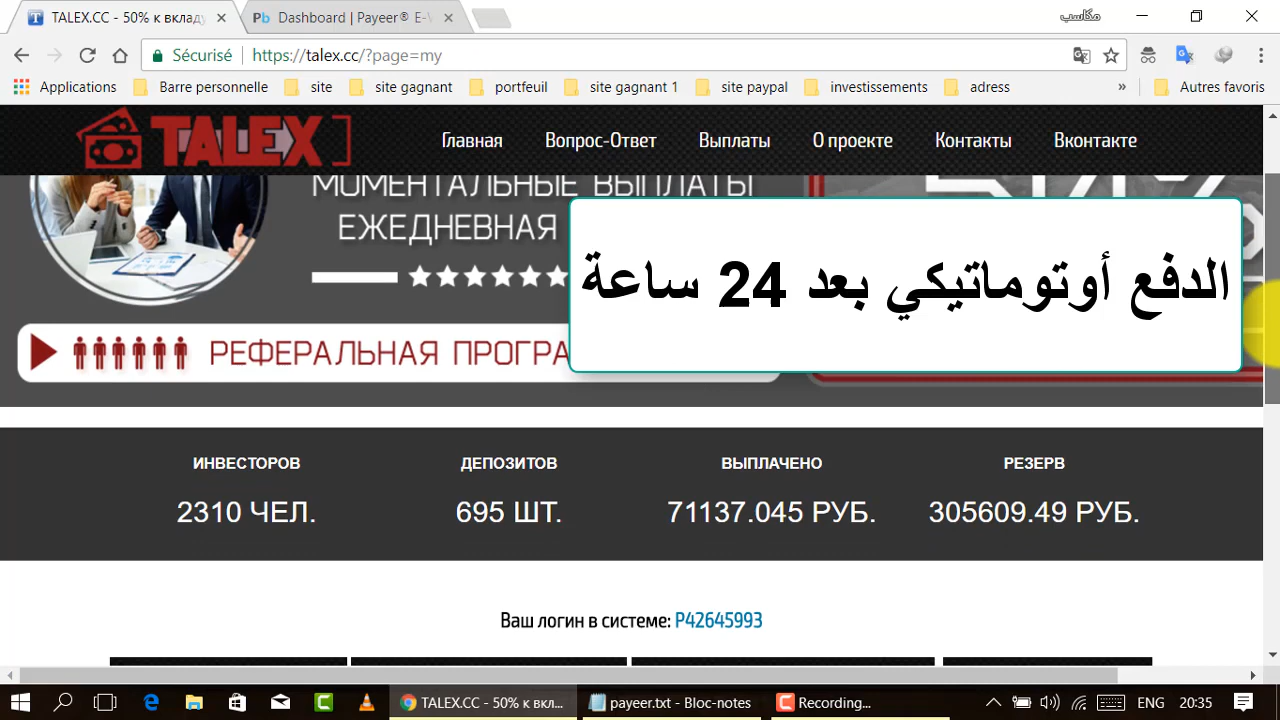 TALEX.CC - 50% к вкладу
Dashboard | Payeer® E-
مكاسب
Sécurisé
https://talex.cc/?page=my
Applications
Barre personnelle
site
site gagnant
portfeuil
site gagnant 1
site paypal
investissements
adress
»
Autres favoris
TALEX
Главная
Вопрос-Ответ
Выплаты
О проекте
Контакты
Вконтакте
МОМЕНТАЛЬНЫЕ ВЫПЛАТЫ
ЕЖЕДНЕВНАЯ
الدفع أوتوماتيكي بعد 24 ساعة
РЕФЕРАЛЬНАЯ
ИНВЕСТОРОВ
ДЕПОЗИТОВ
ВЫПЛАЧЕНО
РЕЗЕРВ
2310 ЧЕЛ.
695 ШТ.
71137.045 РУБ.
305609.49 РУБ.
Ваш логин в системе: P42645993
TALEX.CC - 50% к вкл...
payeer.txt - Bloc-notes
Recording...
ENG
20:35